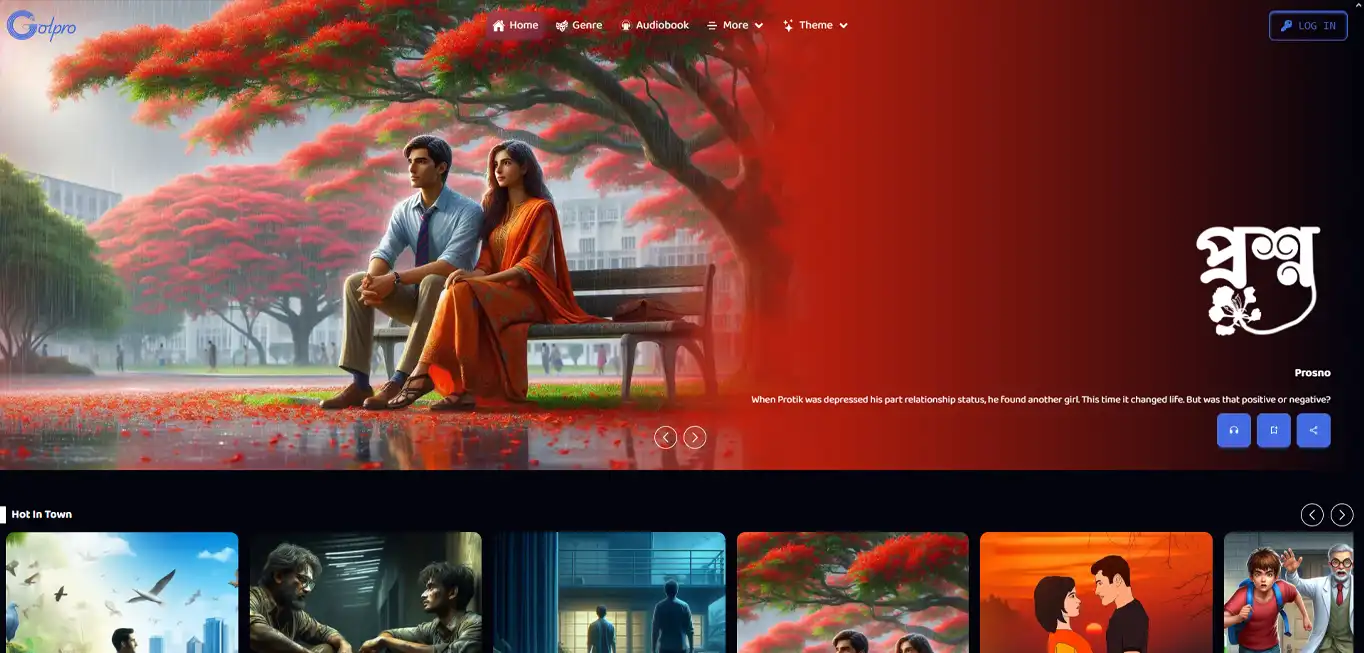 Golpro
Home Genre Audiobook More Theme
LOG IN
প্রশ্ন
Prosno
When Protik was depressed his part relationship status, he found another girl. This time it changed life. But was that positive or negative?
Hot In Town